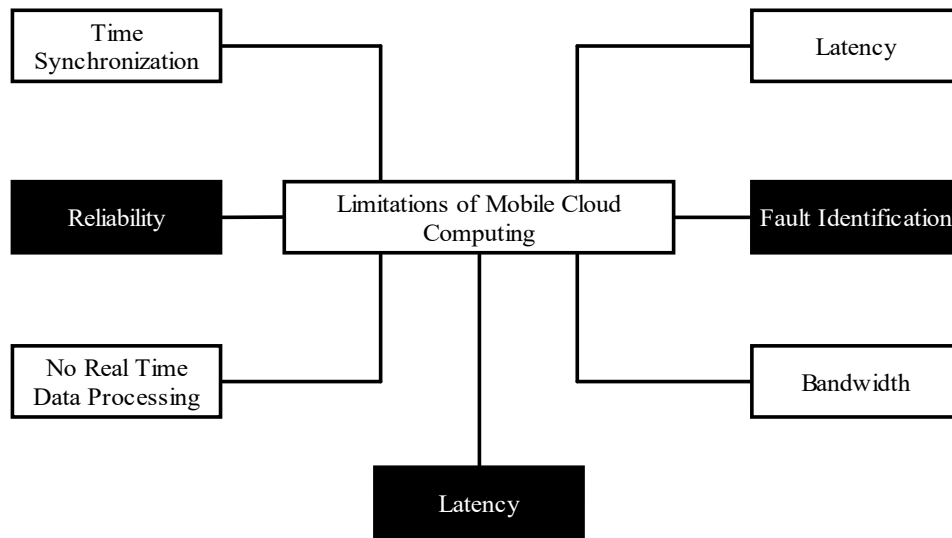 Time
Synchronization
Latency
Reliability
Limitations of Mobile Cloud
Computing
Fault Identification
No Real Time
Data Processing
Bandwidth
Latency